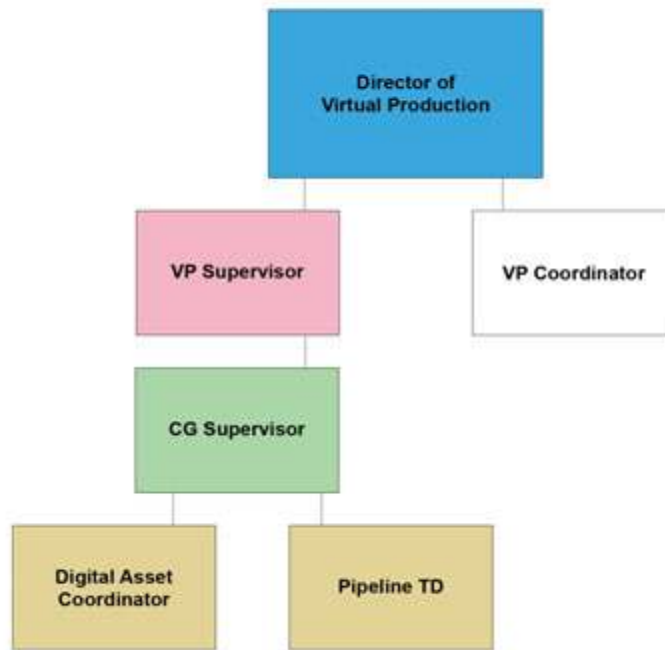 Director of
Virtual Production
VP Supervisor
VP Coordinator
CG Supervisor
Digital Asset
Coordinator
Pipeline TD